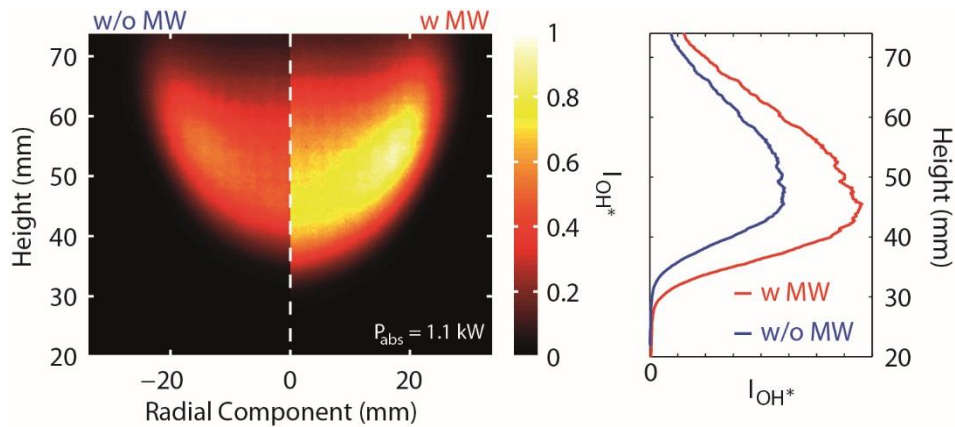 w/o MW
w MW
70
60
50
40
30
20
Height (mm)
P_abs = 1.1 kW
−20
0
20
Radial Component (mm)
1
0.8
0.6
0.4
0.2
0
I_OH*
w MW
w/o MW
0
I_OH*
70
60
50
40
30
20
Height (mm)